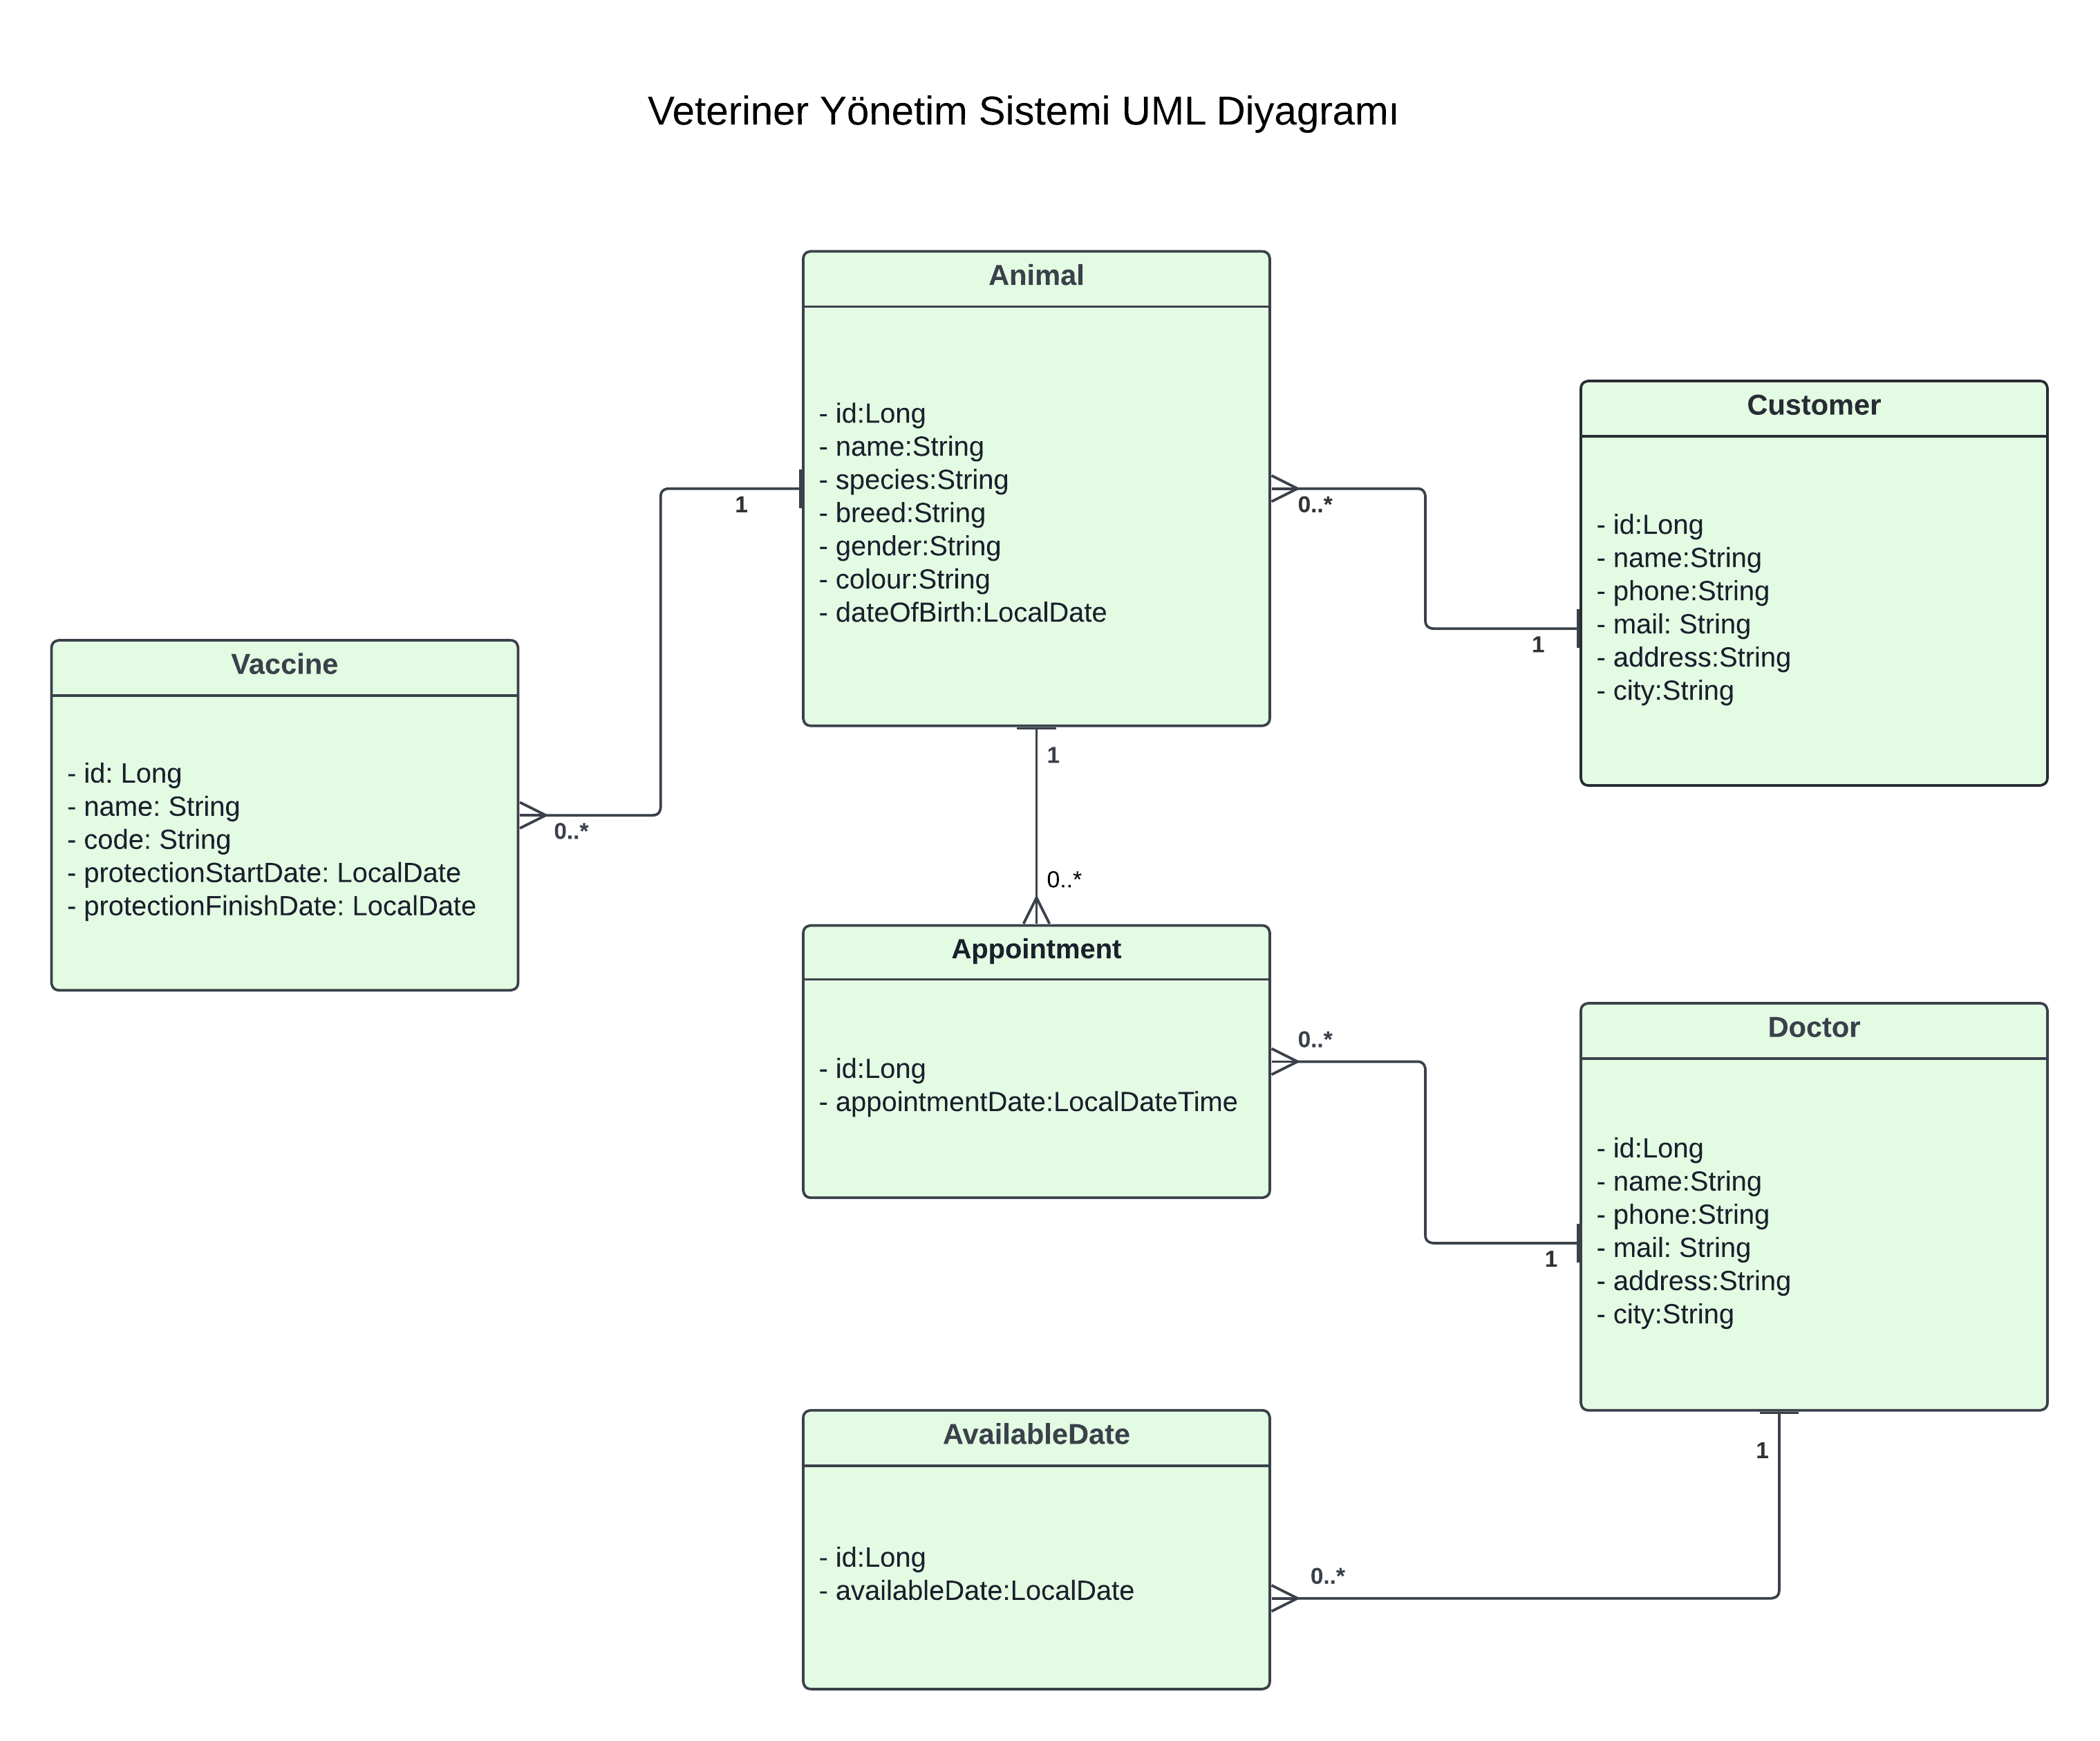 Veteriner Yönetim Sistemi UML Diyagramı
Animal
- id:Long
- name:String
- species:String
- breed:String
- gender:String
- colour:String
- dateOfBirth:LocalDate
Customer
- id:Long
- name:String
- phone:String
- mail: String
- address:String
- city:String
1
0..*
1
Vaccine
- id: Long
- name: String
- code: String
- protectionStartDate: LocalDate
- protectionFinishDate: LocalDate
0..*
1
0..*
Appointment
- id:Long
- appointmentDate:LocalDateTime
0..*
1
Doctor
- id:Long
- name:String
- phone:String
- mail: String
- address:String
- city:String
AvailableDate
- id:Long
- availableDate:LocalDate
1
0..*